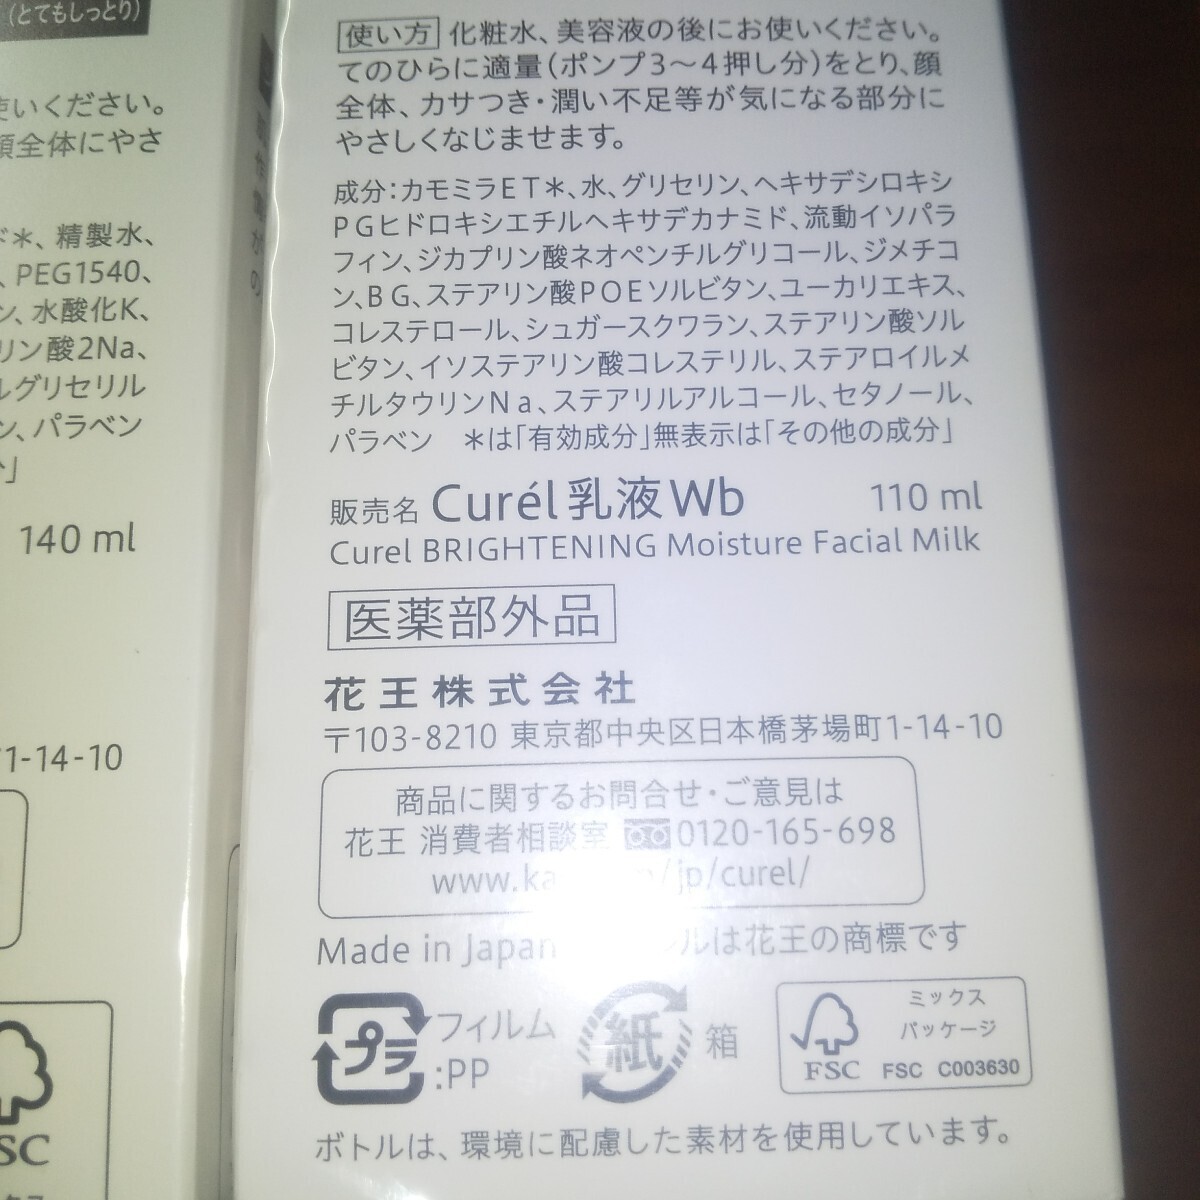 (とてもしっとり)
使いください。
顔全体にやさ
ド＊、精製水、
、PEG1540、
ン、水酸化K、
リン酸2Na、
ルグリセリル
ン、パラベン
」
140 ml
1-14-10
使い方 化粧水、美容液の後にお使いください。
てのひらに適量(ポンプ3〜4押し分)をとり、顔
全体、カサつき・潤い不足等が気になる部分に
やさしくなじませます。
成分：カモミラET＊、水、グリセリン、ヘキサデシロキシ
PGヒドロキシエチルヘキサデカナミド、流動イソパラ
フィン、ジカプリン酸ネオペンチルグリコール、ジメチコ
ン、BG、ステアリン酸POEソルビタン、ユーカリエキス、
コレステロール、シュガースクワラン、ステアリン酸ソル
ビタン、イソステアリン酸コレステリル、ステアロイルメ
チルタウリンNa、ステアリルアルコール、セタノール、
パラベン ＊は「有効成分」無表示は「その他の成分」
販売名 Curél乳液Wb 110 ml
Curel BRIGHTENING Moisture Facial Milk
医薬部外品
花王株式会社
〒103-8210 東京都中央区日本橋茅場町1-14-10
商品に関するお問合せ・ご意見は
花王 消費者相談室 0120-165-698
www.ka /jp/curel/
Made in Japan ルは花王の商標です
プラ フィルム :PP 紙 箱
FSC ミックス
パッケージ
FSC C003630
ボトルは、環境に配慮した素材を使用しています。